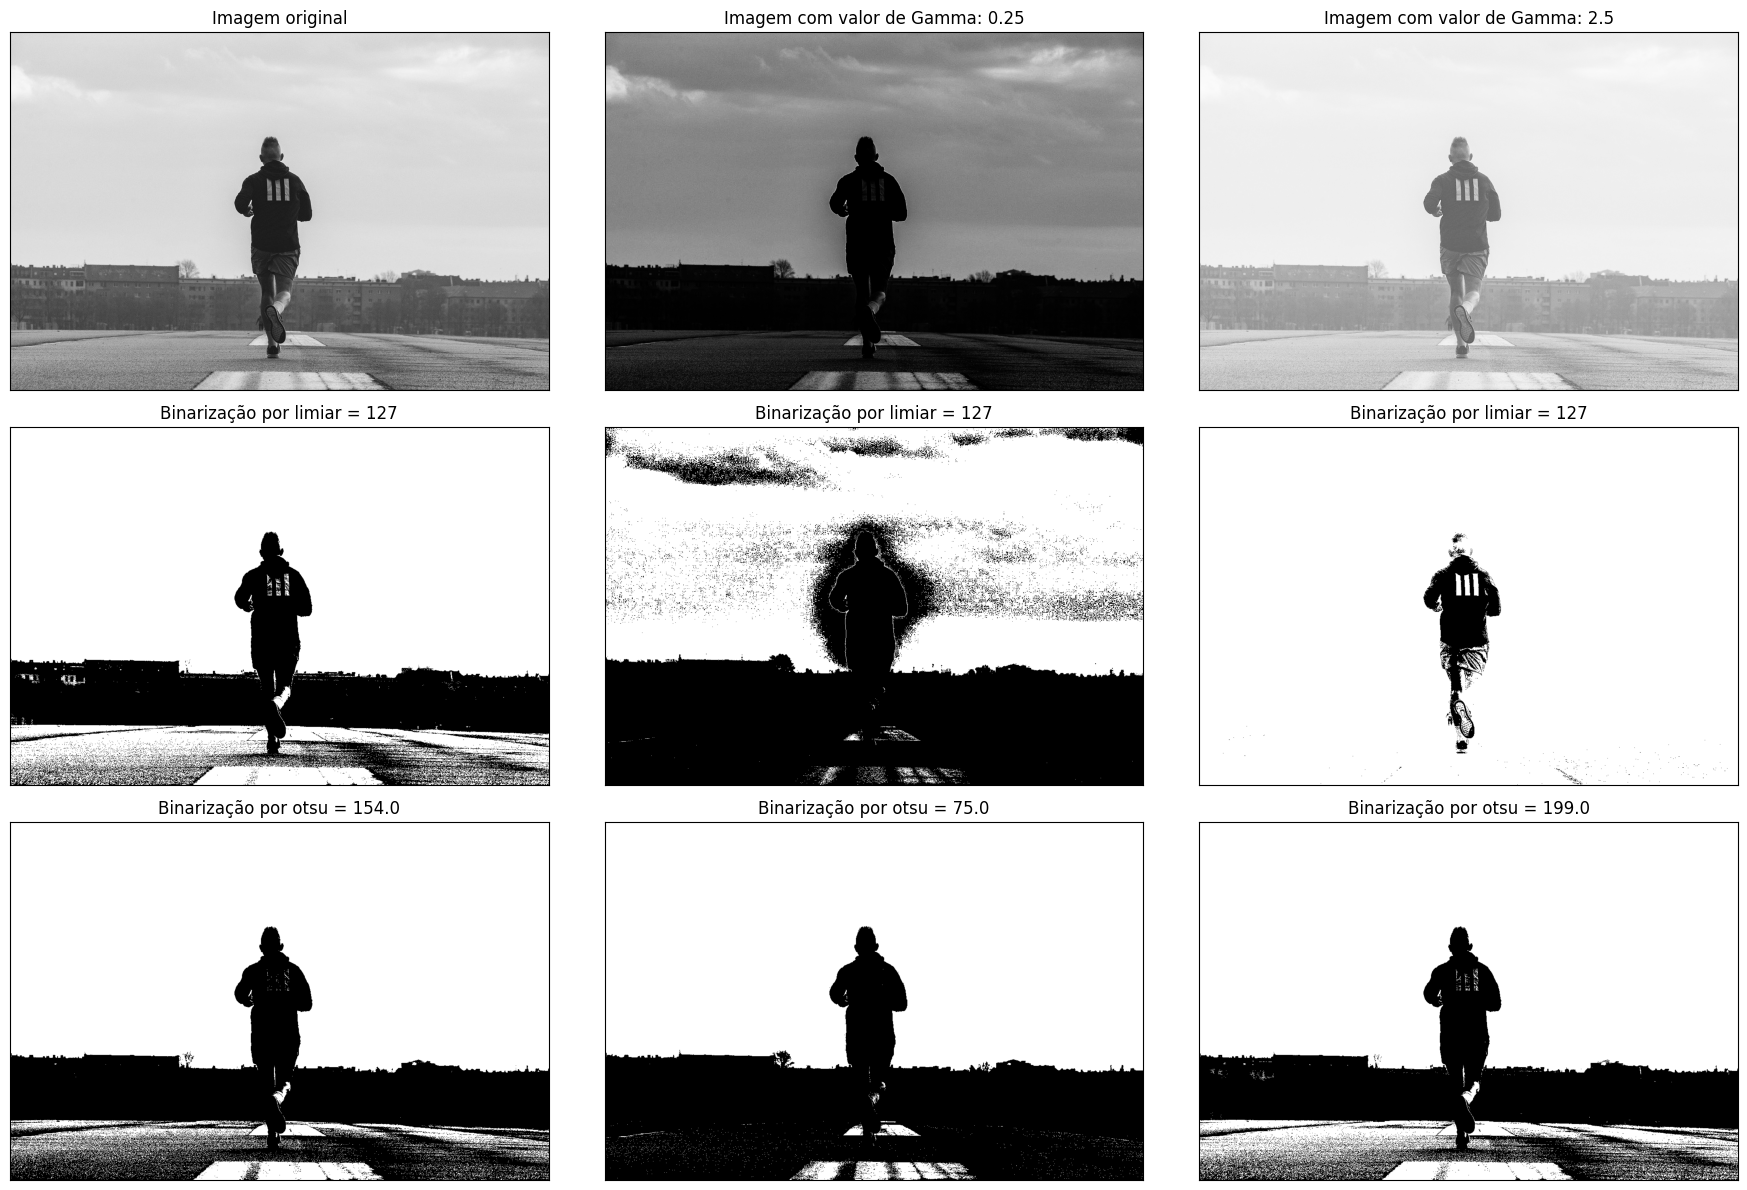 Imagem original
Imagem com valor de Gamma: 0.25
Imagem com valor de Gamma: 2.5
Binarização por limiar = 127
Binarização por limiar = 127
Binarização por limiar = 127
Binarização por otsu = 154.0
Binarização por otsu = 75.0
Binarização por otsu = 199.0